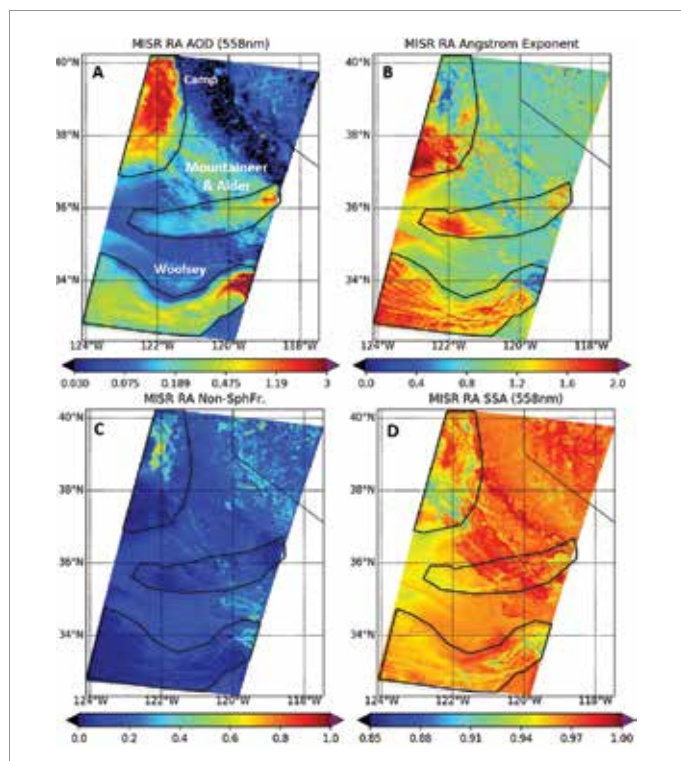 MISR RA AOD (558nm)
MISR RA Angstrom Exponent
40°N
A
Camp
38°N
Mountaineer
& Alder
36°N
Woolsey
34°N
124°W 122°W 120°W 118°W
0.030 0.075 0.189 0.475 1.19 3
40°N
B
38°N
36°N
34°N
124°W 122°W 120°W 118°W
0.0 0.4 0.8 1.2 1.6 2.0
MISR RA Non-SphFr.
MISR RA SSA (558nm)
40°N
C
38°N
36°N
34°N
124°W 122°W 120°W 118°W
0.0 0.2 0.4 0.6 0.8 1.0
40°N
D
38°N
36°N
34°N
124°W 122°W 120°W 118°W
0.85 0.88 0.91 0.94 0.97 1.00